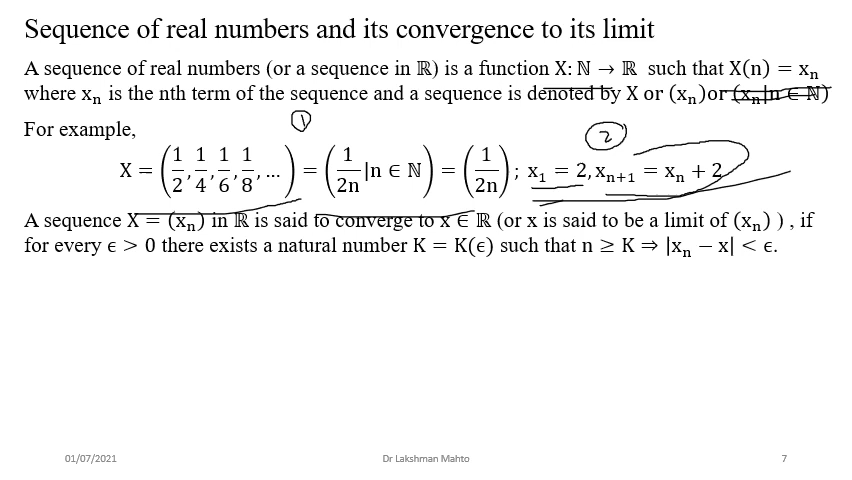 Sequence of real numbers and its convergence to its limit
A sequence of real numbers (or a sequence in ℝ) is a function X: ℕ → ℝ such that X(n) = xₙ
where xₙ is the nth term of the sequence and a sequence is denoted by X or (xₙ)or (xₙ|n ∈ ℕ)
For example,
① ②
X = (1/2, 1/4, 1/6, 1/8, ...) = (1/2n |n ∈ ℕ) = (1/2n); x₁ = 2, xₙ₊₁ = xₙ + 2
A sequence X = (xₙ) in ℝ is said to converge to x ∈ ℝ (or x is said to be a limit of (xₙ) ) , if
for every ϵ > 0 there exists a natural number K = K(ϵ) such that n ≥ K ⇒ |xₙ − x| < ϵ.
01/07/2021 Dr Lakshman Mahto 7